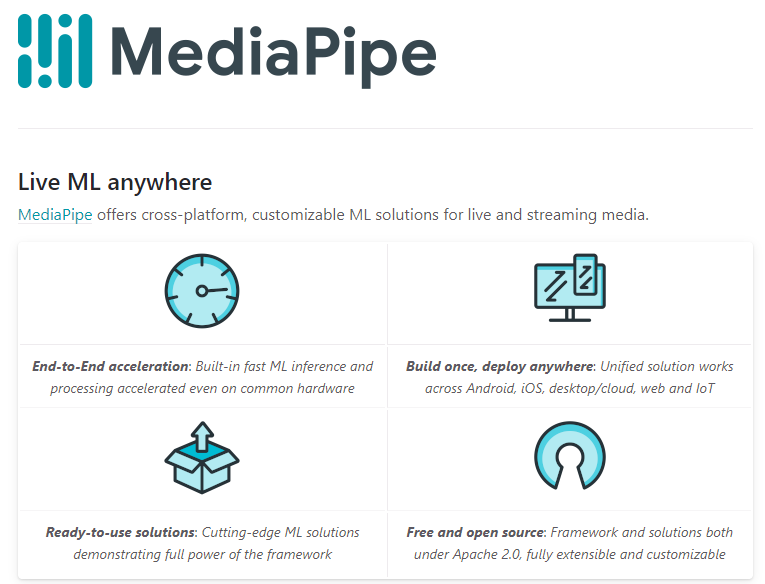 MediaPipe
Live ML anywhere
MediaPipe offers cross-platform, customizable ML solutions for live and streaming media.
End-to-End acceleration: Built-in fast ML inference and
processing accelerated even on common hardware
Build once, deploy anywhere: Unified solution works
across Android, iOS, desktop/cloud, web and IoT
Ready-to-use solutions: Cutting-edge ML solutions
demonstrating full power of the framework
Free and open source: Framework and solutions both
under Apache 2.0, fully extensible and customizable